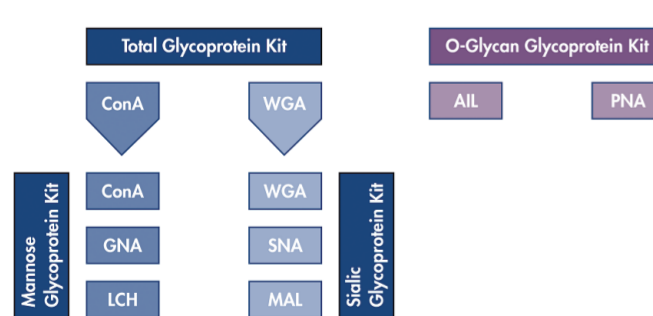 Total Glycoprotein Kit
O-Glycan Glycoprotein Kit
ConA
WGA
AIL
PNA
Mannose
Glycoprotein Kit
ConA
WGA
Sialic
Glycoprotein Kit
GNA
SNA
LCH
MAL